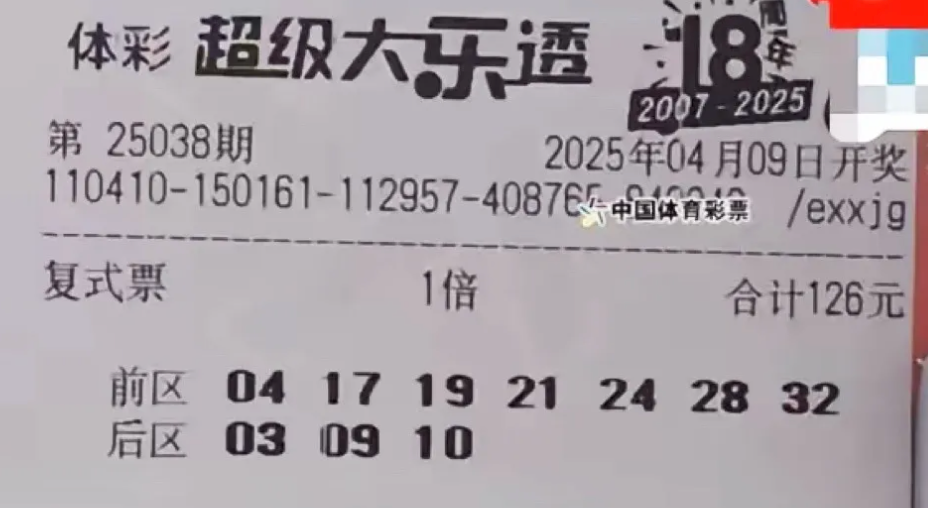 体彩 超级大乐透 18周年
2007-2025
第 25038期 2025年04月09日开奖
110410-150161-112957-408765 中国体育彩票 /exxjg
复式票 1倍 合计126元
前区 04 17 19 21 24 28 32
后区 03 09 10